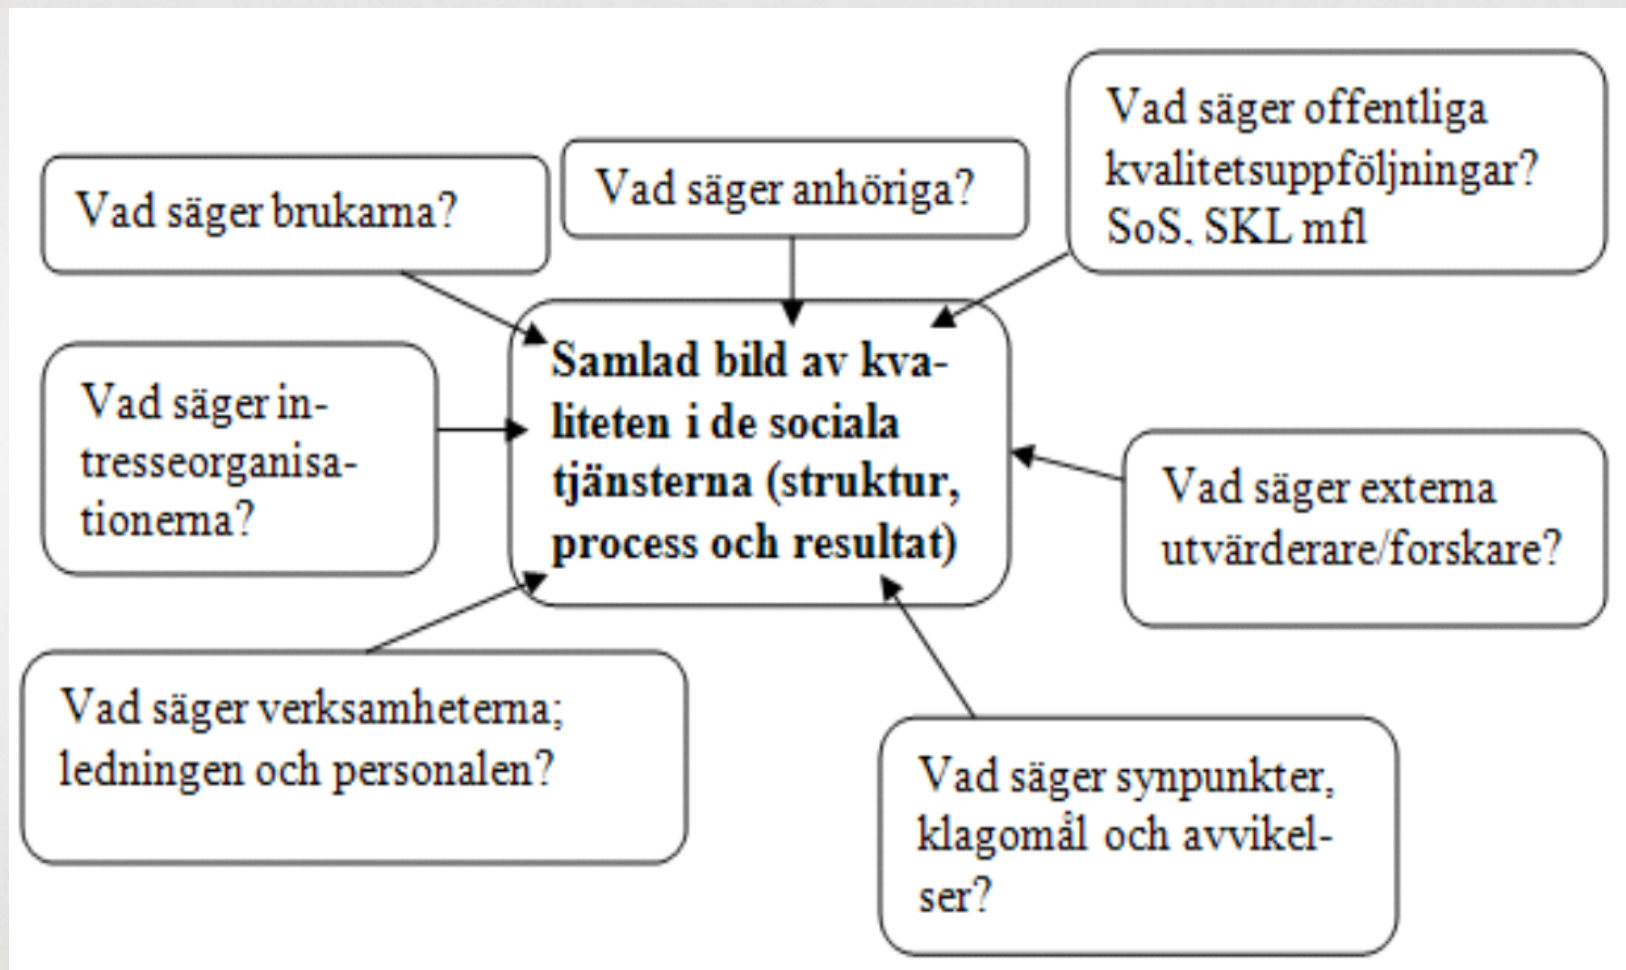 Vad säger brukarna?
Vad säger anhöriga?
Vad säger offentliga
kvalitetsuppföljningar?
SoS, SKL mfl
Samlad bild av kva-
liteten i de sociala
tjänsterna (struktur,
process och resultat)
Vad säger in-
tresseorganisa-
tionerna?
Vad säger externa
utvärderare/forskare?
Vad säger verksamheterna;
ledningen och personalen?
Vad säger synpunkter,
klagomål och avvikel-
ser?